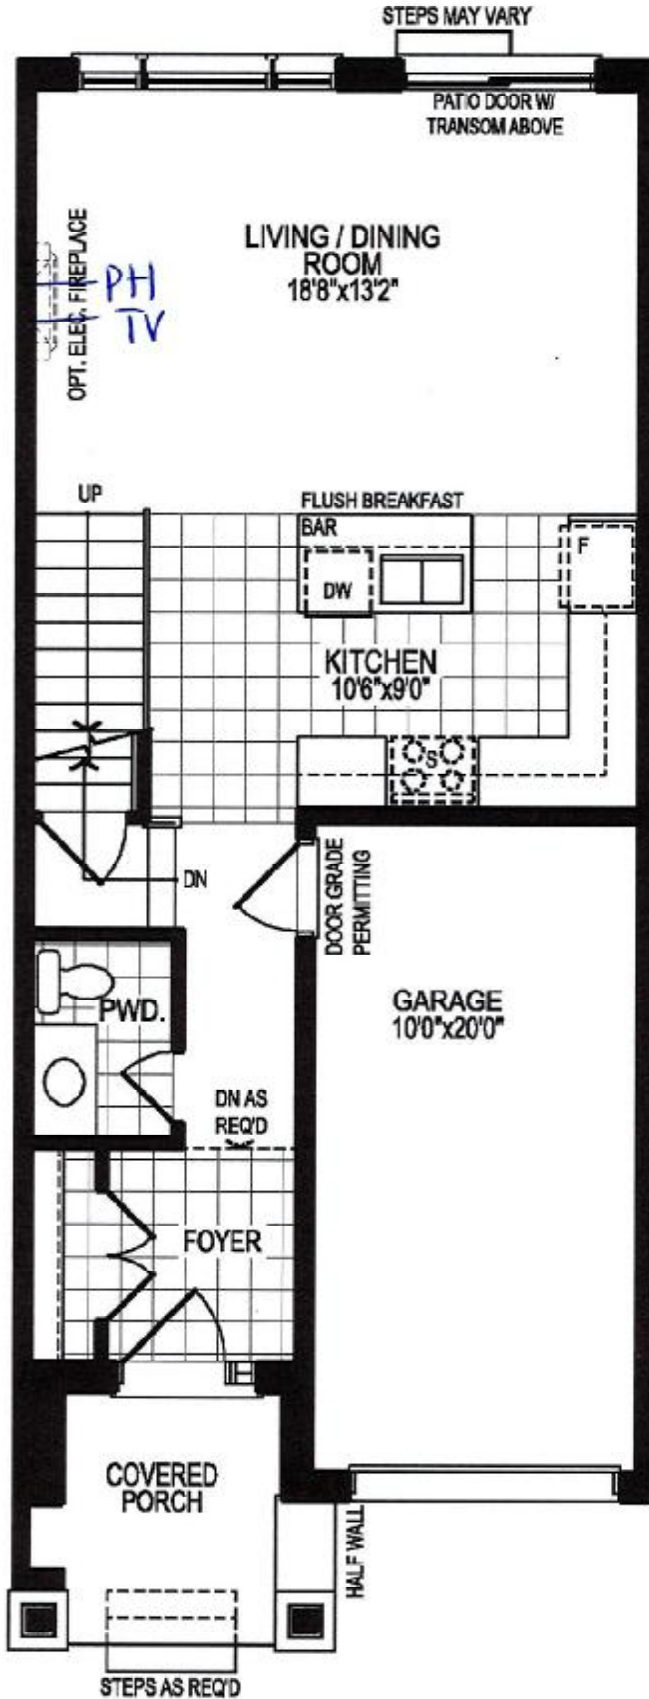 STEPS MAY VARY
PATIO DOOR W/
TRANSOM ABOVE
LIVING / DINING
ROOM
18'8"x13'2"
OPT. ELEC. FIREPLACE
PH
TV
UP
FLUSH BREAKFAST
BAR
DW
F
KITCHEN
10'6"x9'0"
S
DN
DOOR GRADE
PERMITTING
PWD.
GARAGE
10'0"x20'0"
DN AS
REQ'D
FOYER
COVERED
PORCH
HALF WALL
STEPS AS REQ'D